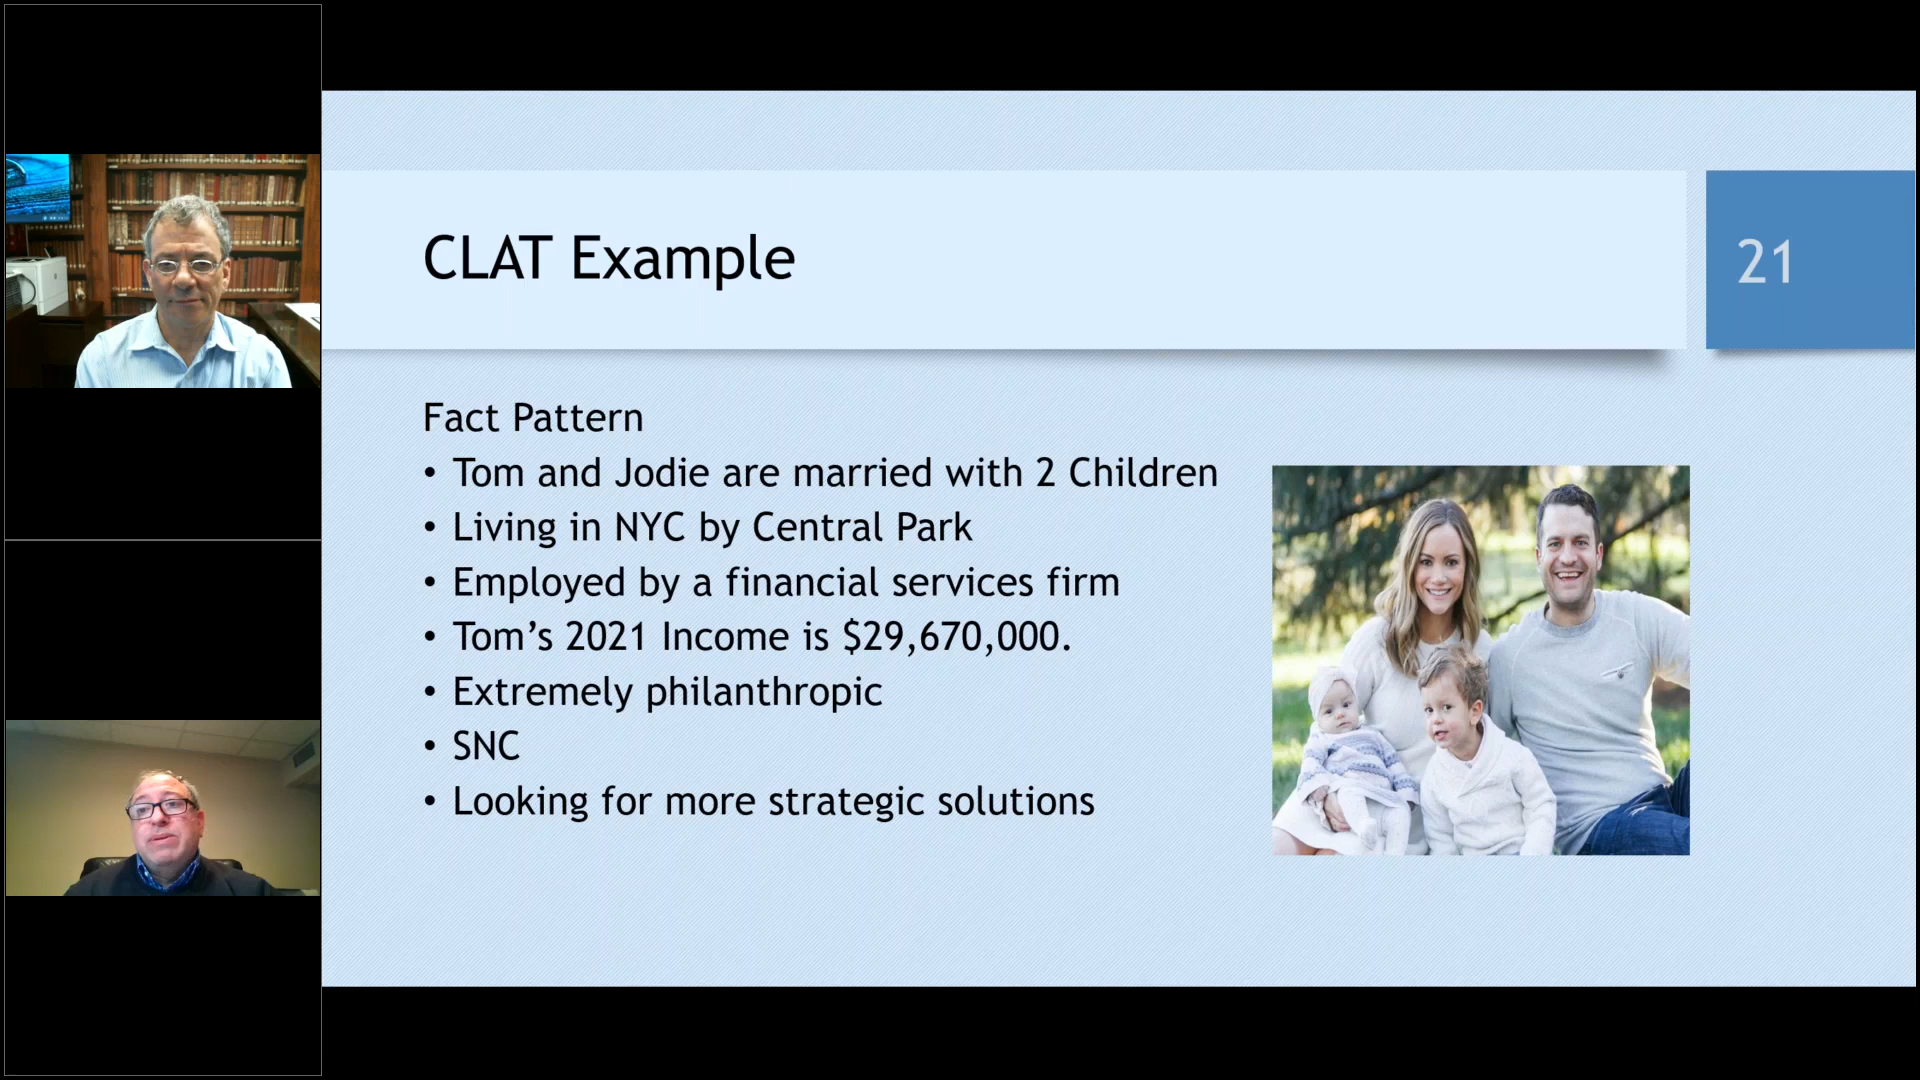 CLAT Example
21
Fact Pattern
• Tom and Jodie are married with 2 Children
• Living in NYC by Central Park
• Employed by a financial services firm
• Tom’s 2021 Income is $29,670,000.
• Extremely philanthropic
• SNC
• Looking for more strategic solutions